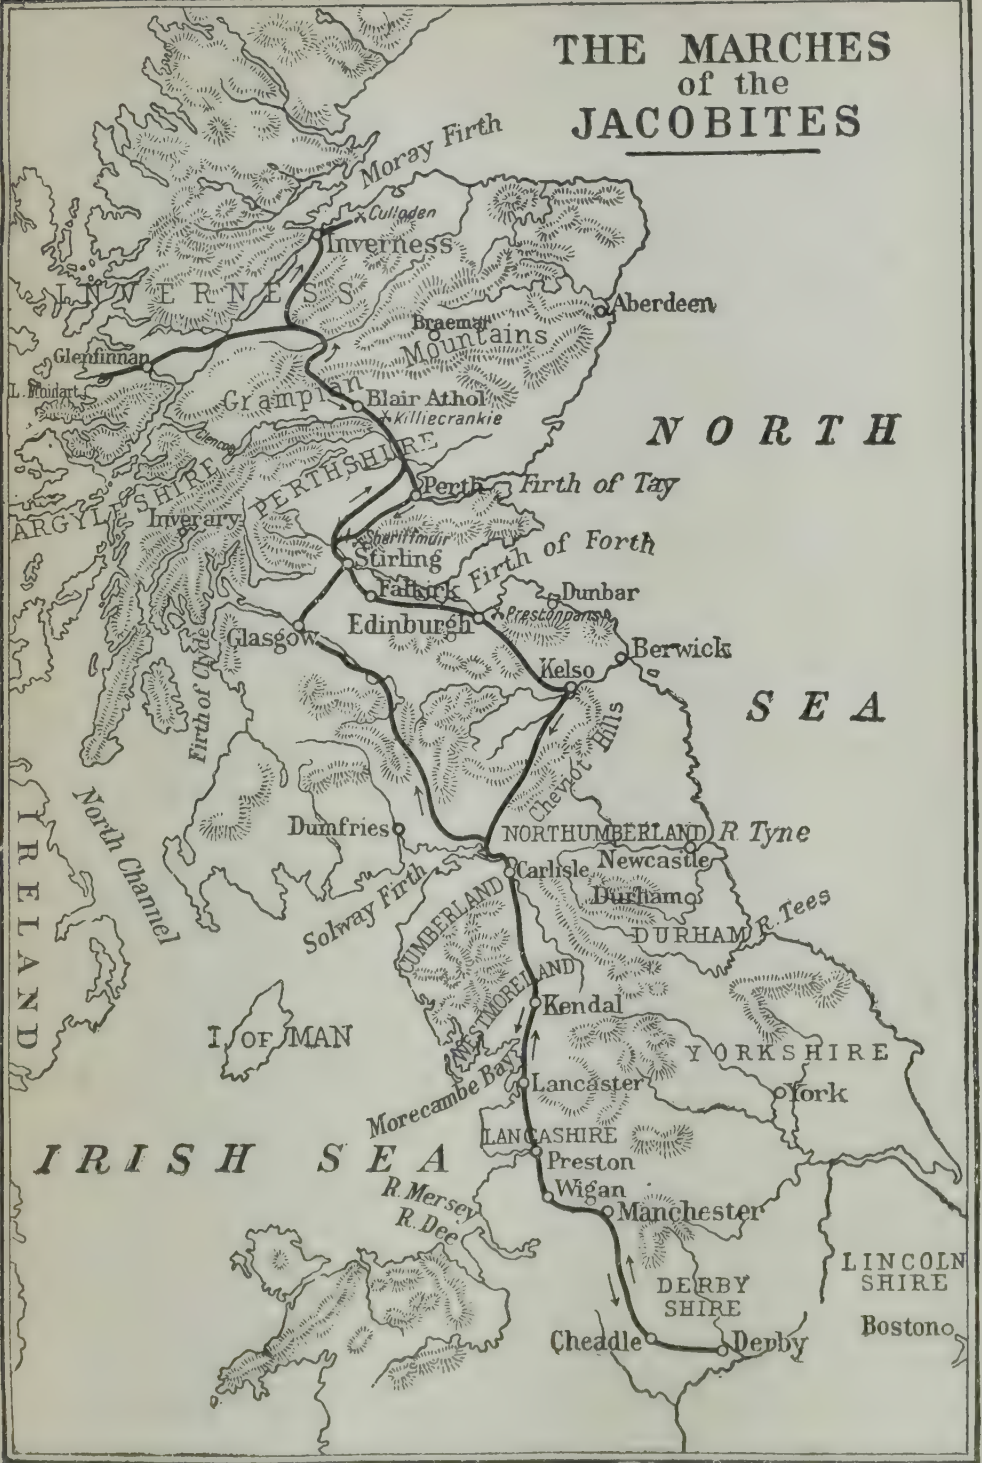 THE MARCHES
of the
JACOBITES
Moray Firth
Culloden
Inverness
INVERNESS
Aberdeen
Braemar
Mountains
Glenfinnan
L. Moidart
Grampian
Blair Athol
Killiecrankie
NORTH
Glencoe
PERTHSHIRE
ARGYLLSHIRE
Perth
Firth of Tay
Inverary
Sheriffmuir
Stirling
Firth of Forth
Falkirk
Dunbar
Prestonpans
Edinburgh
Glasgow
Berwick
Kelso
Firth of Clyde
SEA
Cheviot Hills
North Channel
IRELAND
Dumfries
NORTHUMBERLAND
R. Tyne
Newcastle
Carlisle
Solway Firth
Durham
CUMBERLAND
DURHAM
R. Tees
WESTMORELAND
Kendal
I. OF MAN
YORKSHIRE
Morecambe Bay
Lancaster
York
LANCASHIRE
IRISH SEA
Preston
R. Mersey
Wigan
R. Dee
Manchester
LINCOLN
SHIRE
DERBY
SHIRE
Boston
Cheadle
Derby